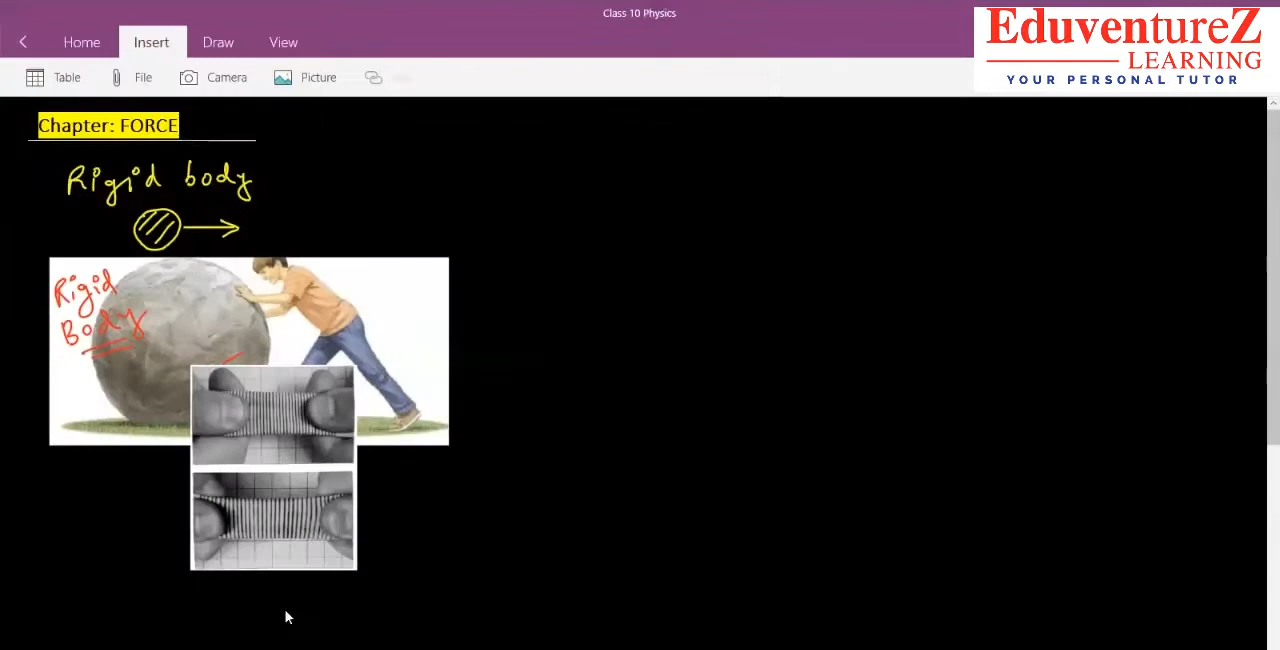 Class 10 Physics
EduventureZ
LEARNING
YOUR PERSONAL TUTOR
Home Insert Draw View
Table File Camera Picture
Chapter: FORCE
Rigid body
Rigid
Body